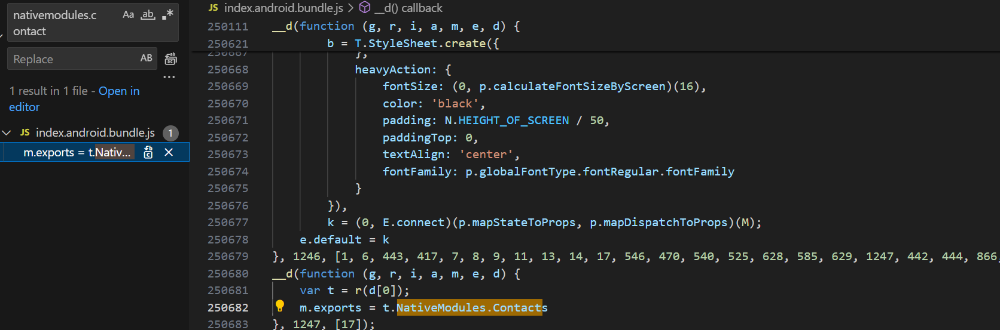 nativemodules.c
ontact
Aa ab .*
Replace
AB
1 result in 1 file - Open in
editor
JS index.android.bundle.js 1
m.exports = t.Nativ...
JS index.android.bundle.js > __d() callback
250111 __d(function (g, r, i, a, m, e, d) {
250621 b = T.StyleSheet.create({
250667 },
250668 heavyAction: {
250669 fontSize: (0, p.calculateFontSizeByScreen)(16),
250670 color: 'black',
250671 padding: N.HEIGHT_OF_SCREEN / 50,
250672 paddingTop: 0,
250673 textAlign: 'center',
250674 fontFamily: p.globalFontType.fontRegular.fontFamily
250675 }
250676 }),
250677 k = (0, E.connect)(p.mapStateToProps, p.mapDispatchToProps)(M);
250678 e.default = k
250679 }, 1246, [1, 6, 443, 417, 7, 8, 9, 11, 13, 14, 17, 546, 470, 540, 525, 628, 585, 629, 1247, 442, 444, 866,
250680 __d(function (g, r, i, a, m, e, d) {
250681 var t = r(d[0]);
250682 m.exports = t.NativeModules.Contacts
250683 }, 1247, [17]);